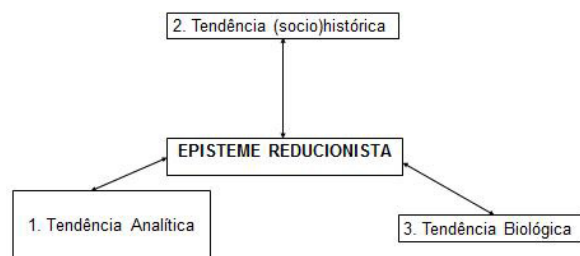 2. Tendência (socio)histórica
EPISTEME REDUCIONISTA
1. Tendência Analítica
3. Tendência Biológica